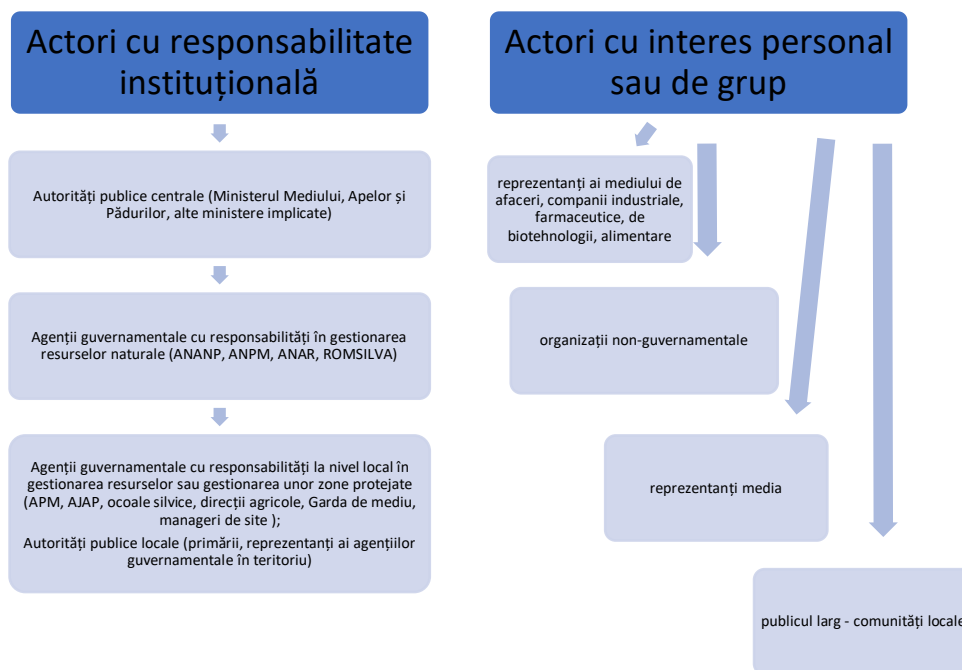 Actori cu responsabilitate
instituțională
Autorități publice centrale (Ministerul Mediului, Apelor și
Pădurilor, alte ministere implicate)
Agenții guvernamentale cu responsabilități în gestionarea
resurselor naturale (ANANP, ANPM, ANAR, ROMSILVA)
Agenții guvernamentale cu responsabilități la nivel local în
gestionarea resurselor sau gestionarea unor zone protejate
(APM, AJAP, ocoale silvice, direcții agricole, Garda de mediu,
manageri de site );
Autorități publice locale (primării, reprezentanți ai agențiilor
guvernamentale în teritoriu)
Actori cu interes personal
sau de grup
reprezentanți ai mediului de
afaceri, companii industriale,
farmaceutice, de
biotehnologii, alimentare
organizații non-guvernamentale
reprezentanți media
publicul larg - comunități locale